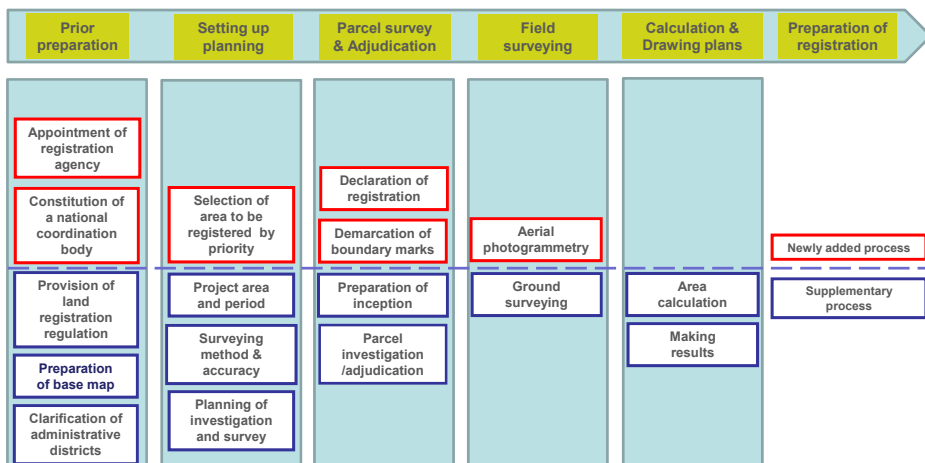 Prior
preparation
Setting up
planning
Parcel survey
& Adjudication
Field
surveying
Calculation &
Drawing plans
Preparation of
registration
Appointment of
registration
agency
Constitution of
a national
coordination
body
Provision of
land
registration
regulation
Preparation
of base map
Clarification of
administrative
districts
Selection of
area to be
registered by
priority
Project area
and period
Surveying
method &
accuracy
Planning of
investigation
and survey
Declaration of
registration
Demarcation of
boundary marks
Preparation of
inception
Parcel
investigation
/adjudication
Aerial
photogrammetry
Ground
surveying
Area
calculation
Making
results
Newly added process
Supplementary
process